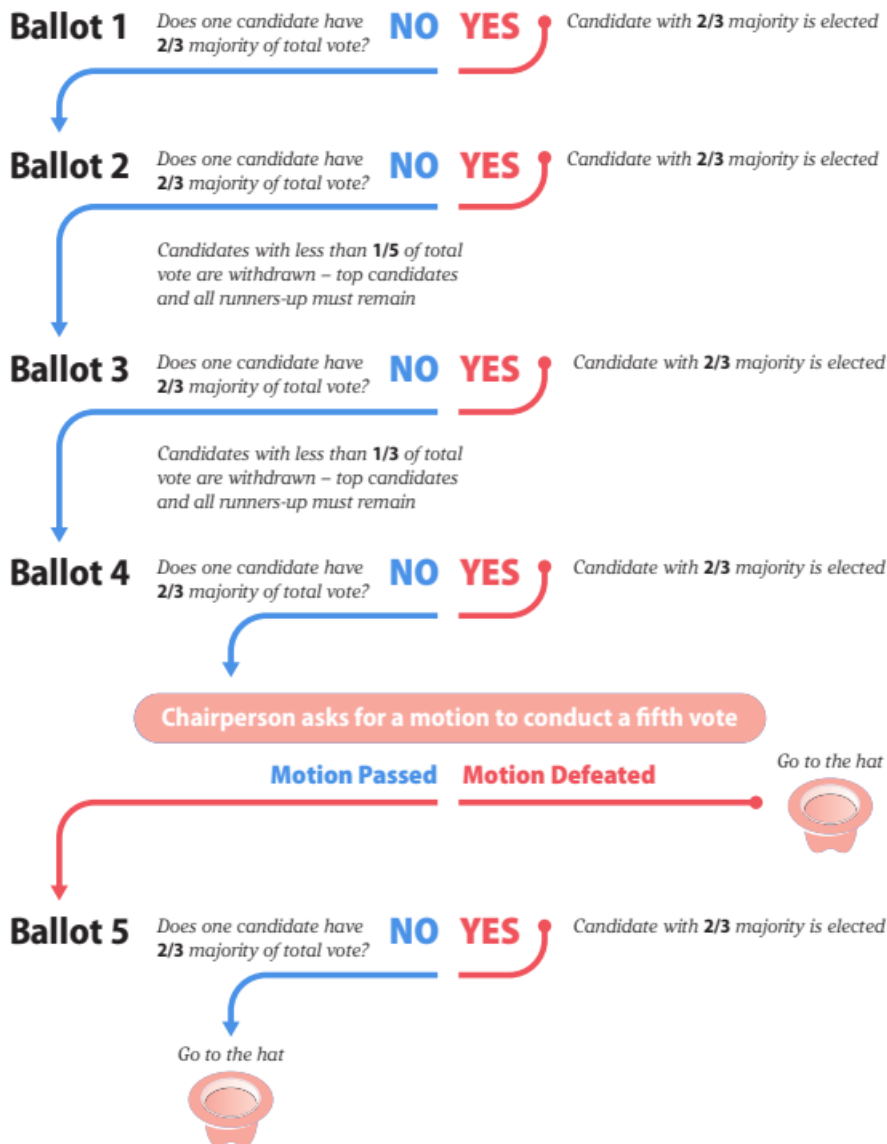 Ballot 1
Does one candidate have
2/3 majority of total vote?
NO YES
Candidate with 2/3 majority is elected
Ballot 2
Does one candidate have
2/3 majority of total vote?
NO YES
Candidate with 2/3 majority is elected
Candidates with less than 1/5 of total
vote are withdrawn – top candidates
and all runners-up must remain
Ballot 3
Does one candidate have
2/3 majority of total vote?
NO YES
Candidate with 2/3 majority is elected
Candidates with less than 1/3 of total
vote are withdrawn – top candidates
and all runners-up must remain
Ballot 4
Does one candidate have
2/3 majority of total vote?
NO YES
Candidate with 2/3 majority is elected
Chairperson asks for a motion to conduct a fifth vote
Motion Passed Motion Defeated
Go to the hat
Ballot 5
Does one candidate have
2/3 majority of total vote?
NO YES
Candidate with 2/3 majority is elected
Go to the hat